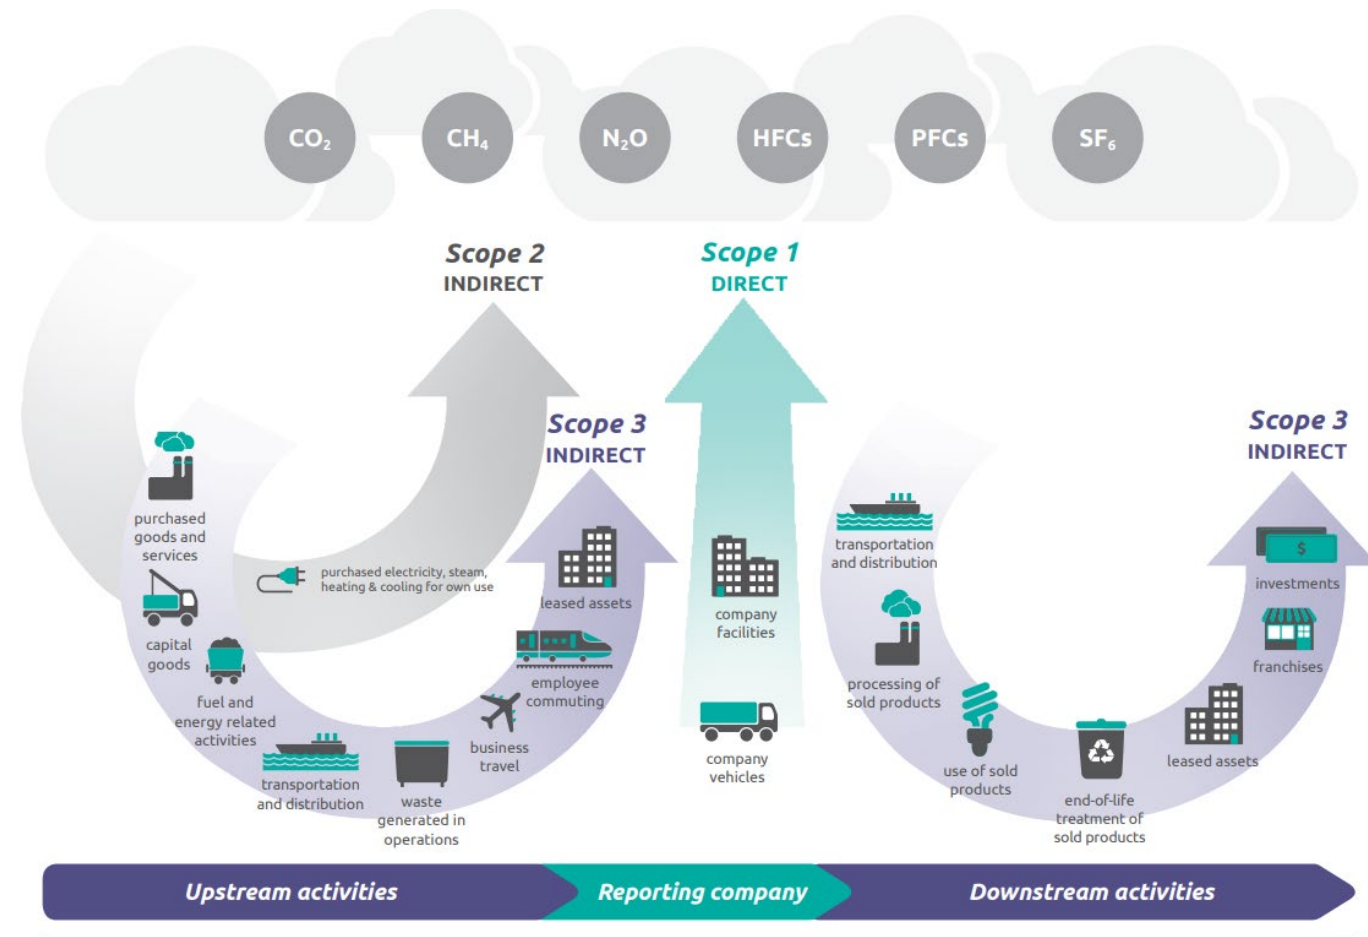 CO₂
CH₄
N₂O
HFCs
PFCs
SF₆
Scope 2
INDIRECT
Scope 1
DIRECT
Scope 3
INDIRECT
Scope 3
INDIRECT
purchased
goods and
services
capital
goods
fuel and
energy related
activities
purchased electricity, steam,
heating & cooling for own use
transportation
and distribution
waste
generated in
operations
business
travel
employee
commuting
leased assets
company
facilities
company
vehicles
transportation
and distribution
processing of
sold products
use of sold
products
end-of-life
treatment of
sold products
leased assets
franchises
$
investments
Upstream activities
Reporting company
Downstream activities